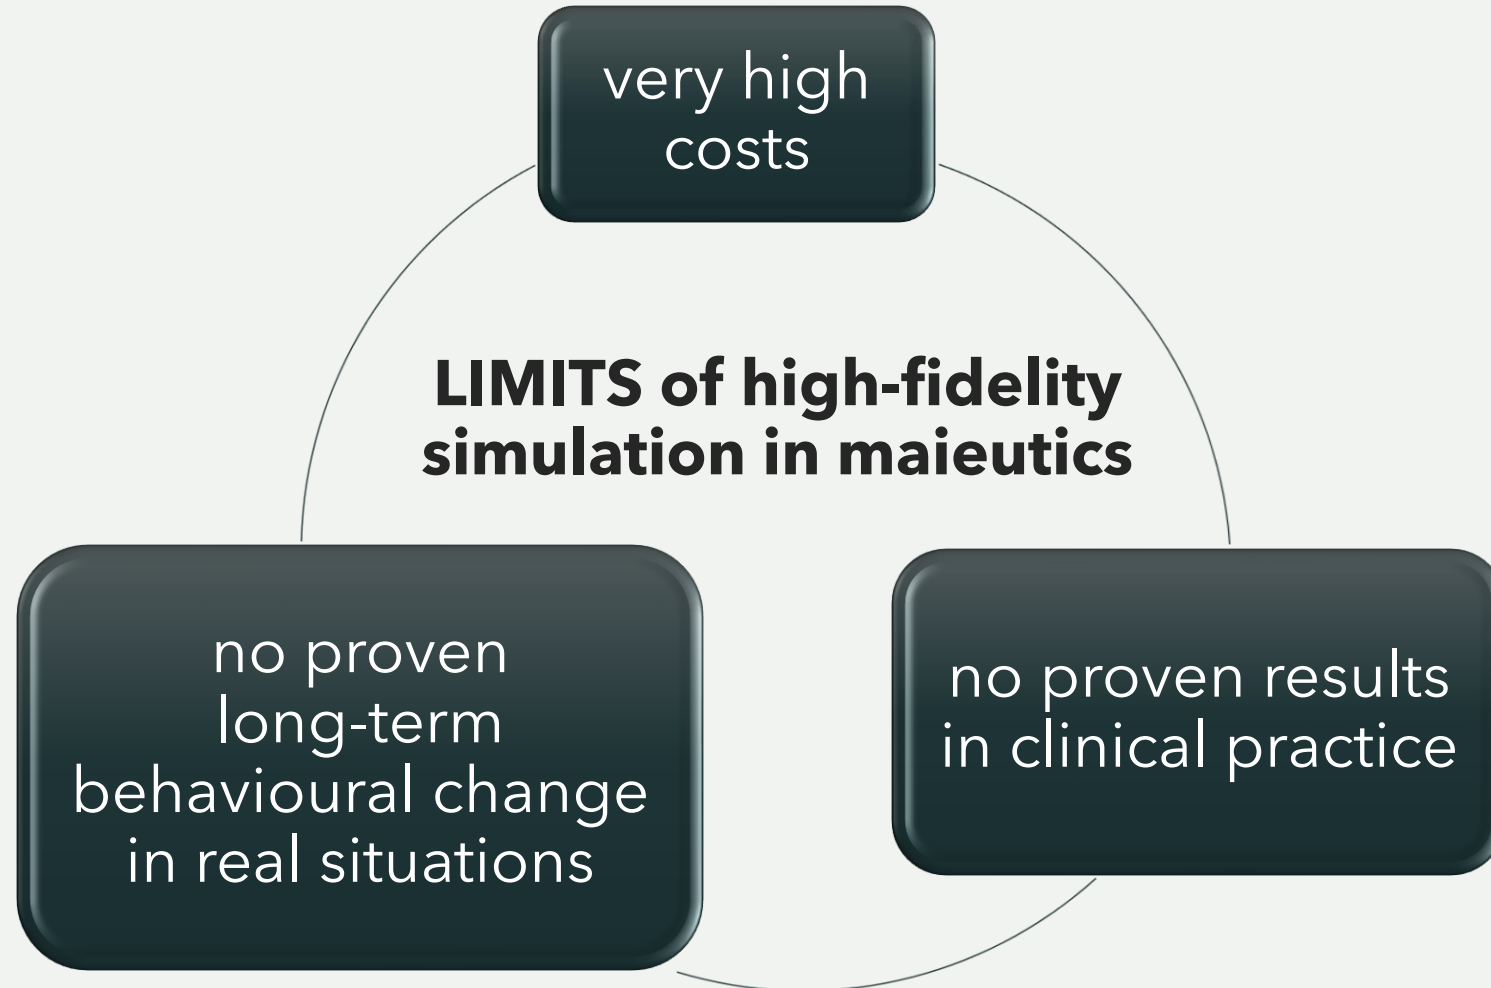 very high
costs
LIMITS of high-fidelity
simulation in maieutics
no proven
long-term
behavioural change
in real situations
no proven results
in clinical practice